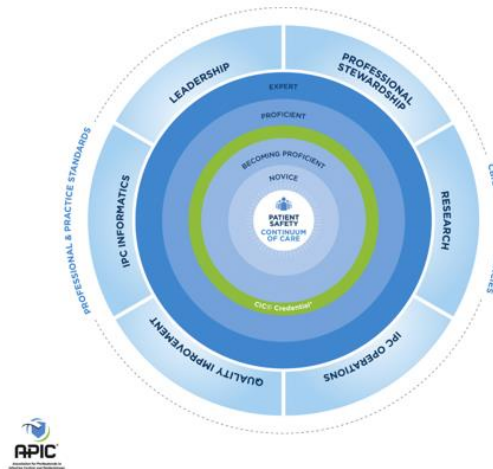 LEADERSHIP
PROFESSIONAL
STEWARDSHIP
EXPERT
PROFICIENT
BECOMING PROFICIENT
NOVICE
PATIENT
SAFETY
CONTINUUM
OF CARE
CIC® Credential*
PROFESSIONAL & PRACTICE STANDARDS
IPC INFORMATICS
RESEARCH
QUALITY IMPROVEMENT
IPC OPERATIONS
APIC